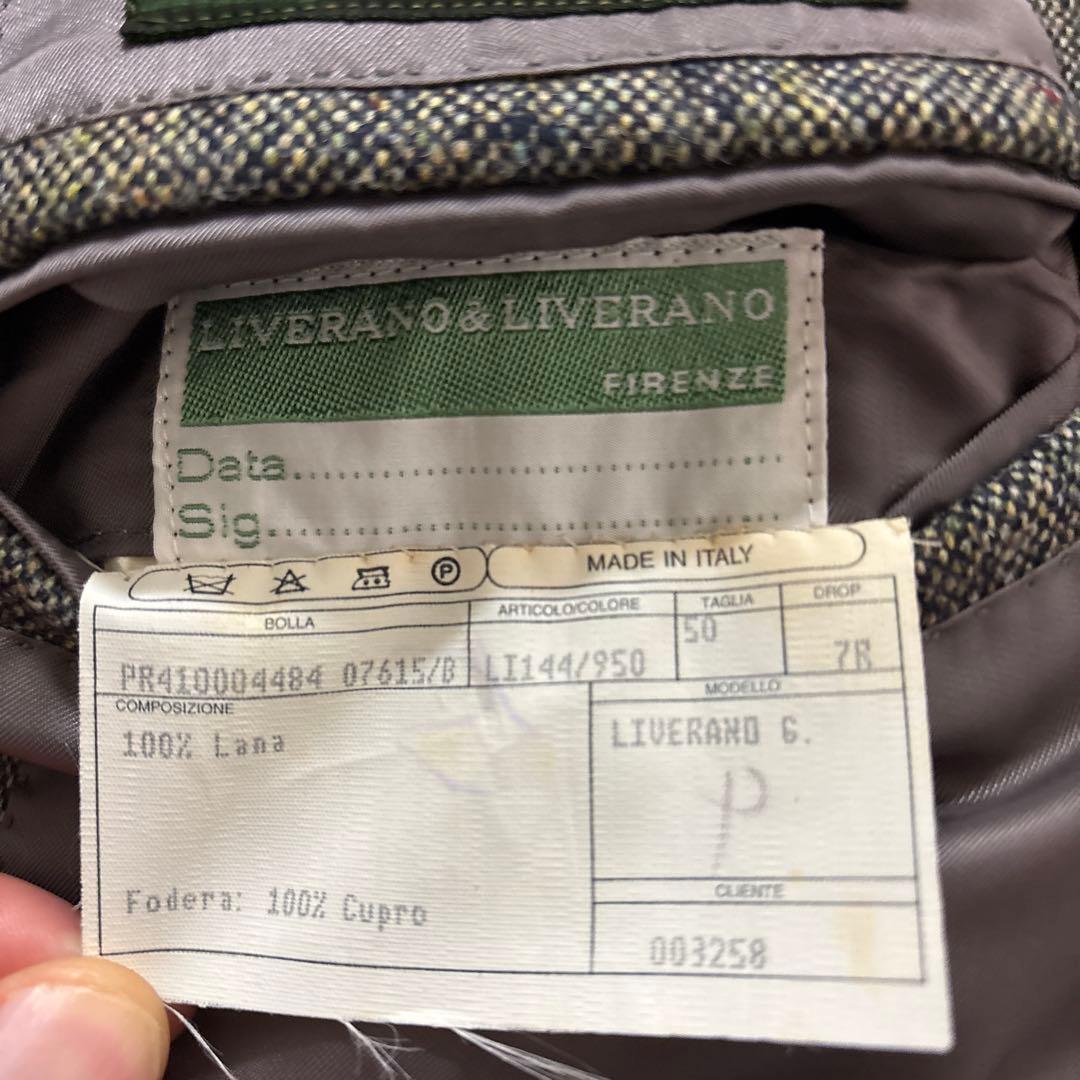 LIVERANO & LIVERANO
FIRENZE
Data
Sig.
P
MADE IN ITALY
BOLLA
ARTICOLO/COLORE
TAGLIA
DROP
PR410004484 07615/B
LI144/950
50
7R
COMPOSIZIONE
MODELLO
100% Lana
LIVERANO G.
P
Fodera: 100% Cupro
CLIENTE
003258